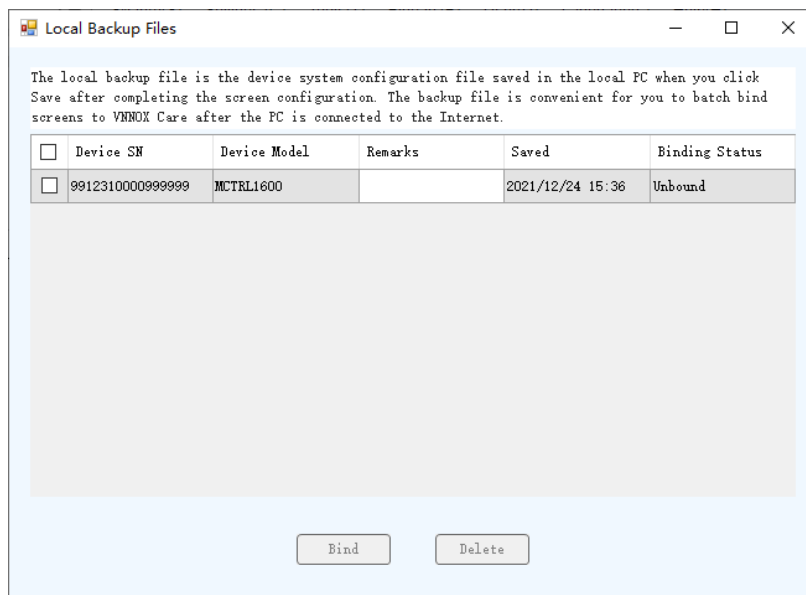 Local Backup Files
The local backup file is the device system configuration file saved in the local PC when you click
Save after completing the screen configuration. The backup file is convenient for you to batch bind
screens to VNNOX Care after the PC is connected to the Internet.
Device SN Device Model Remarks Saved Binding Status
9912310000999999 MCTRL1600 2021/12/24 15:36 Unbound
Bind Delete